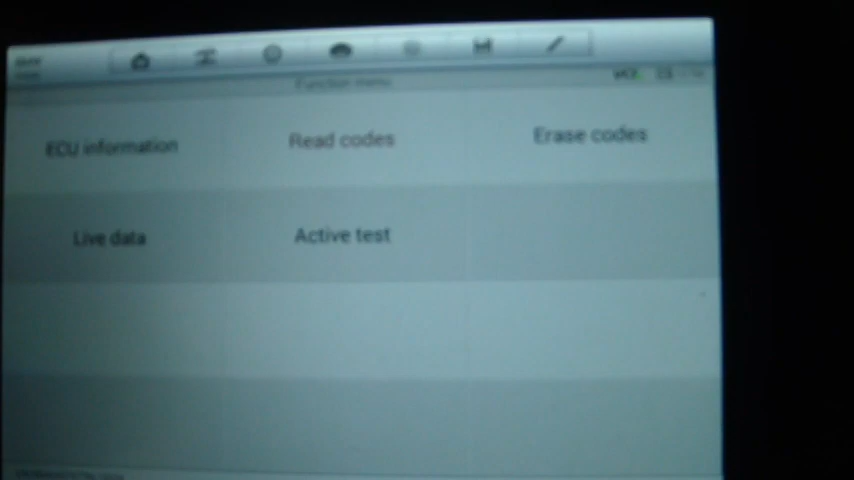 Function menu
ECU information
Read codes
Erase codes
Live data
Active test